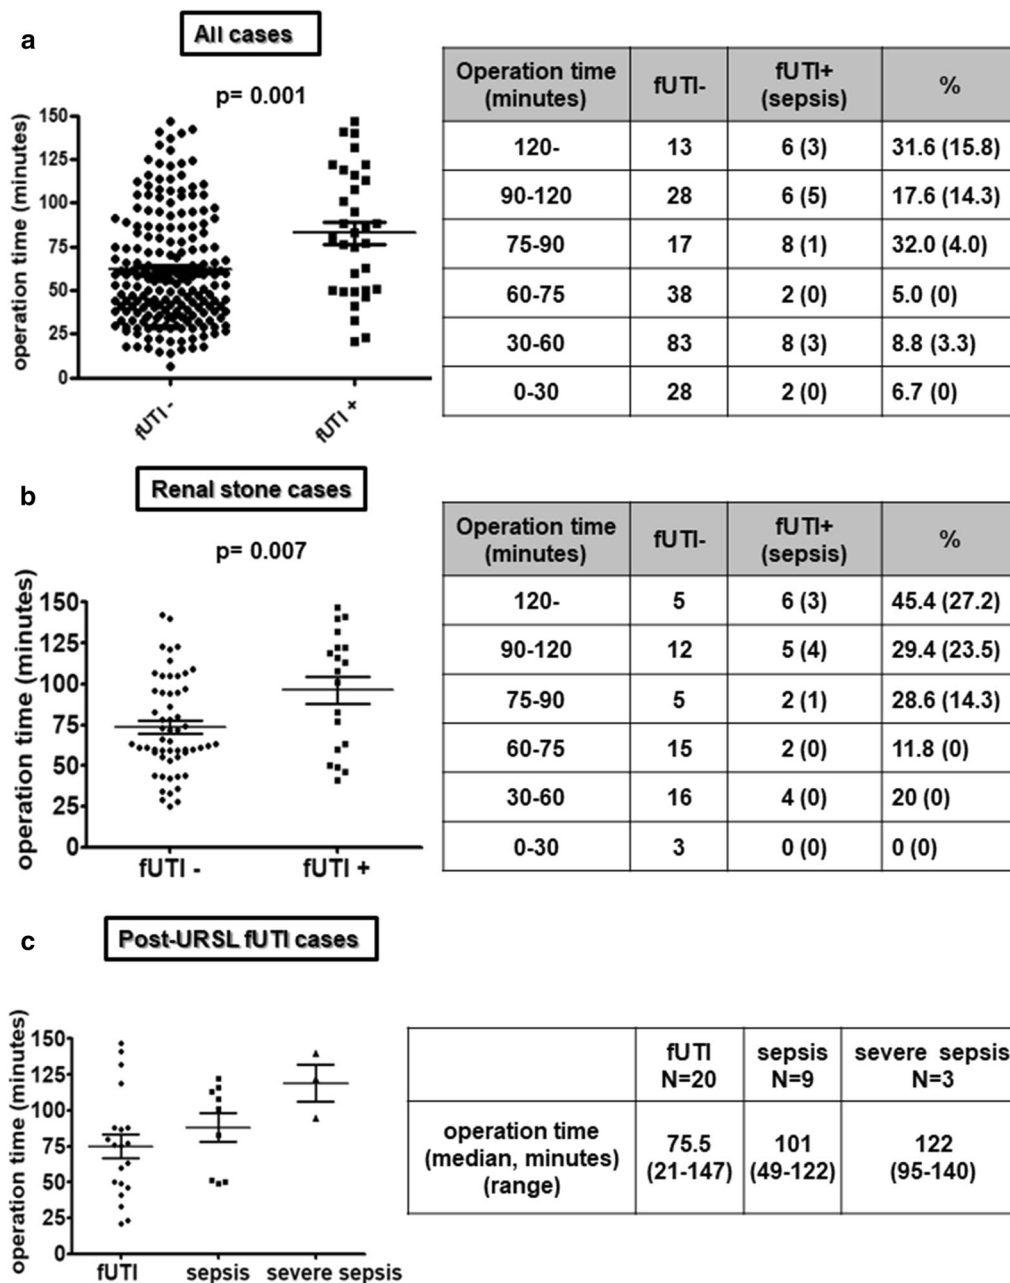 a
All cases
p= 0.001
operation time (minutes)
150
125
100
75
50
25
0
fUTI -
fUTI +
Operation time (minutes) fUTI- fUTI+ (sepsis) %
120- 13 6 (3) 31.6 (15.8)
90-120 28 6 (5) 17.6 (14.3)
75-90 17 8 (1) 32.0 (4.0)
60-75 38 2 (0) 5.0 (0)
30-60 83 8 (3) 8.8 (3.3)
0-30 28 2 (0) 6.7 (0)
b
Renal stone cases
p= 0.007
operation time (minutes)
150
125
100
75
50
25
0
fUTI -
fUTI +
Operation time (minutes) fUTI- fUTI+ (sepsis) %
120- 5 6 (3) 45.4 (27.2)
90-120 12 5 (4) 29.4 (23.5)
75-90 5 2 (1) 28.6 (14.3)
60-75 15 2 (0) 11.8 (0)
30-60 16 4 (0) 20 (0)
0-30 3 0 (0) 0 (0)
c
Post-URSL fUTI cases
operation time (minutes)
150
125
100
75
50
25
0
fUTI
sepsis
severe sepsis
fUTI N=20 sepsis N=9 severe sepsis N=3
operation time (median, minutes) (range) 75.5 (21-147) 101 (49-122) 122 (95-140)